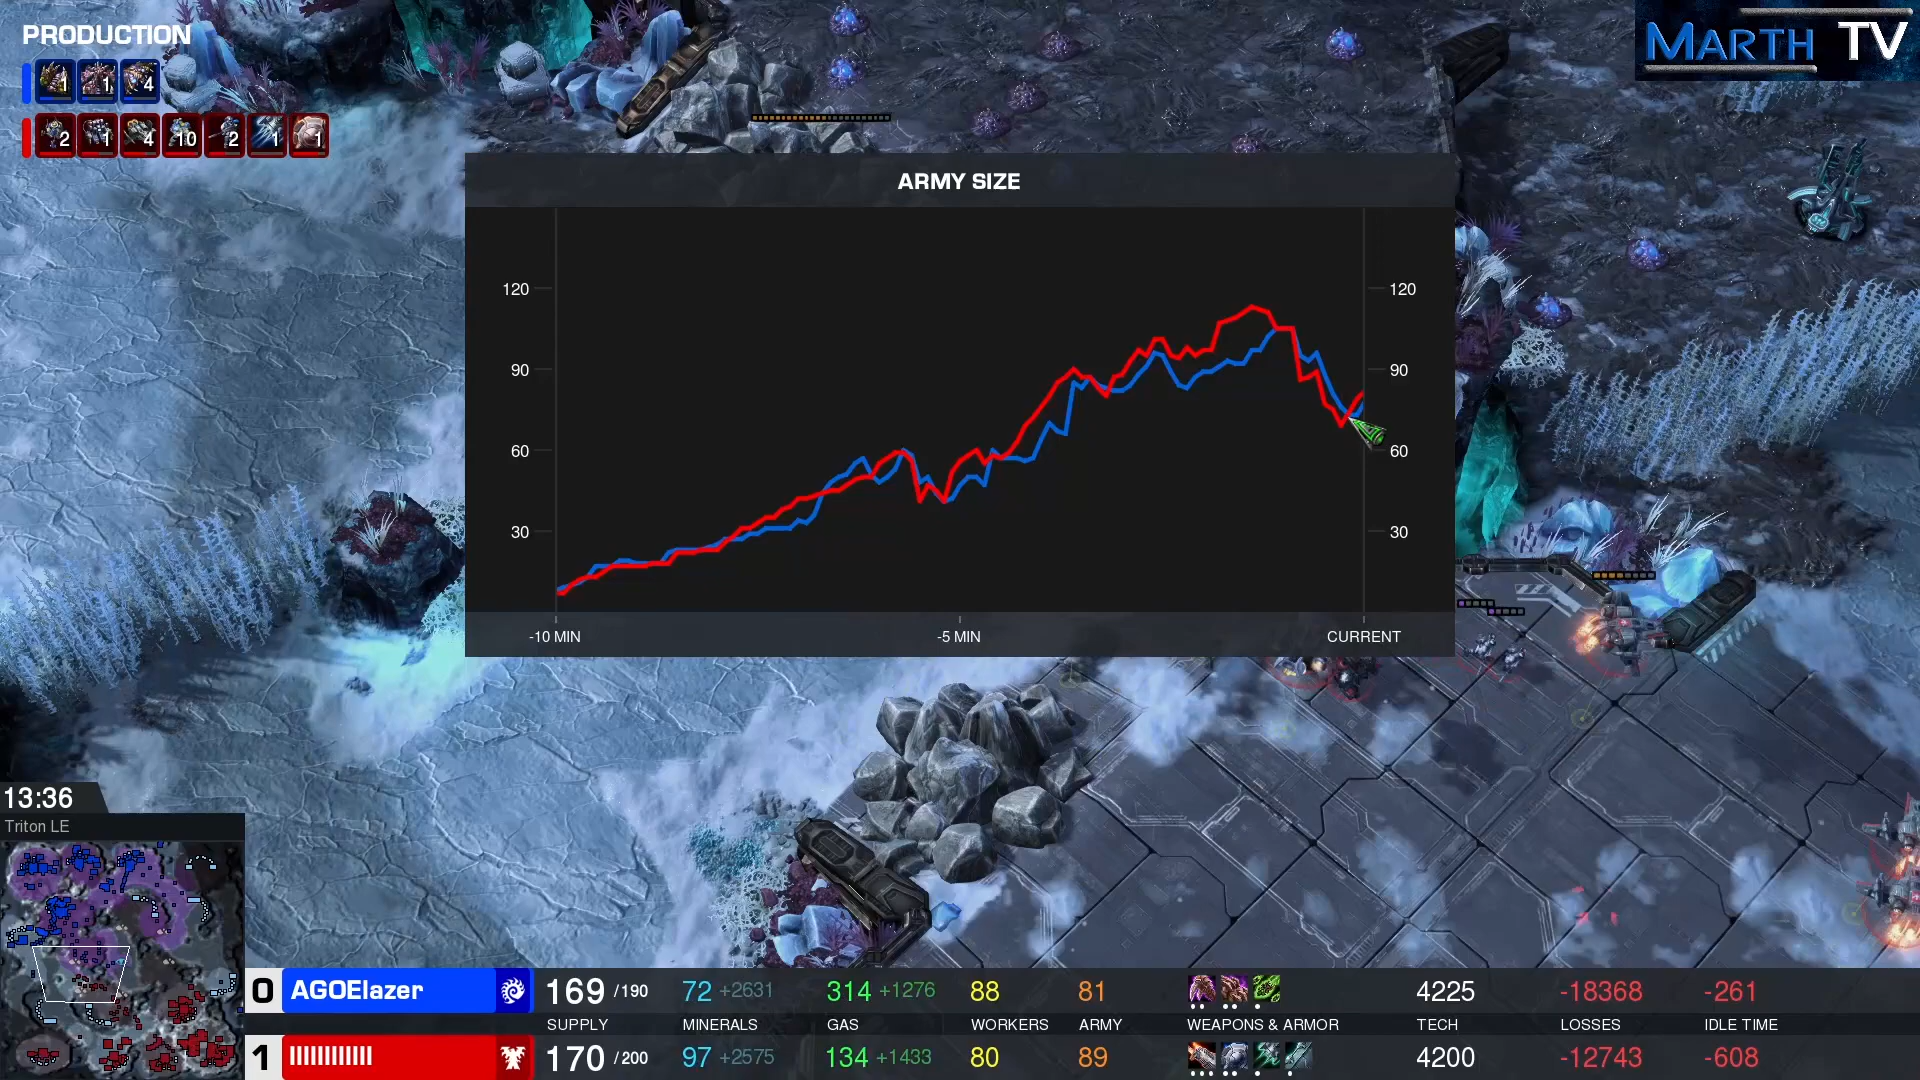 PRODUCTION
1 1 4
2 1 4 10 2 1 1
MARTH TV
ARMY SIZE
120 120
90 90
60 60
30 30
-10 MIN -5 MIN CURRENT
13:36
Triton LE
0 AGOElazer 169 /190 72 +2631 314 +1276 88 81 4225 -18368 -261
SUPPLY MINERALS GAS WORKERS ARMY WEAPONS & ARMOR TECH LOSSES IDLE TIME
1 IIIIIIIIIIII 170 /200 97 +2575 134 +1433 80 89 4200 -12743 -608